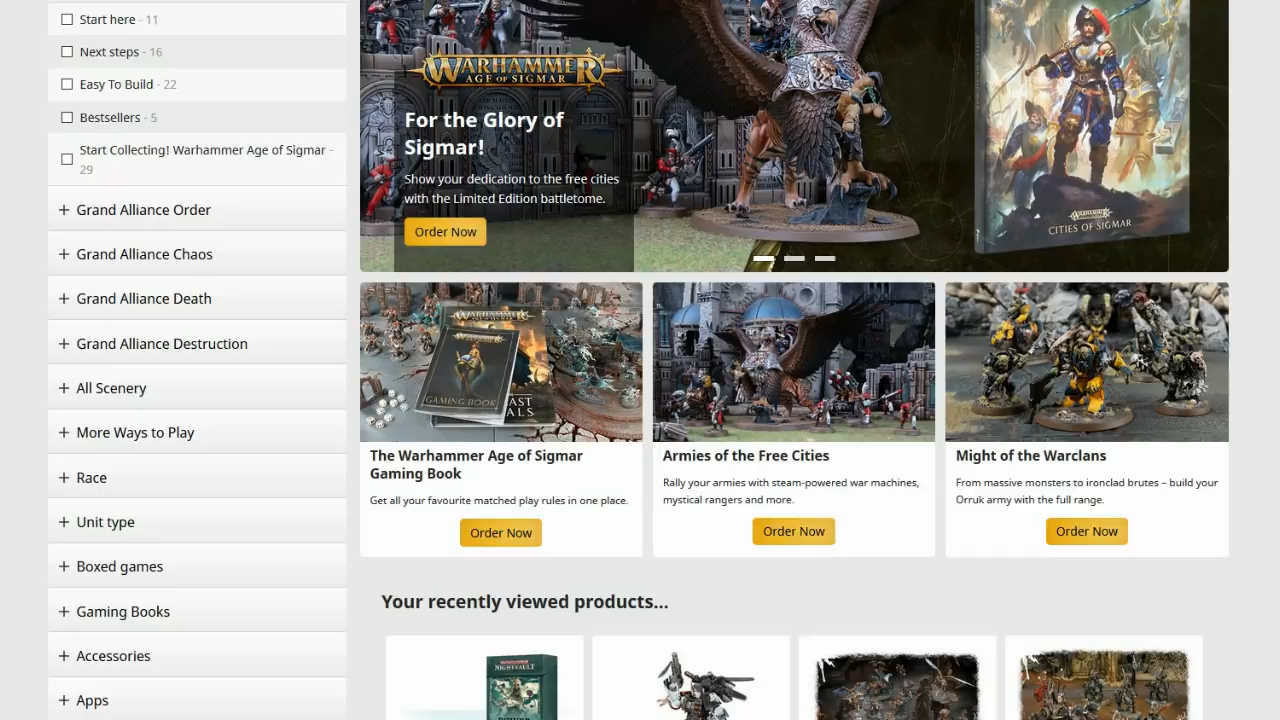 Start here - 11
Next steps - 16
Easy To Build - 22
Bestsellers - 5
Start Collecting! Warhammer Age of Sigmar -
29
+ Grand Alliance Order
+ Grand Alliance Chaos
+ Grand Alliance Death
+ Grand Alliance Destruction
+ All Scenery
+ More Ways to Play
+ Race
+ Unit type
+ Boxed games
+ Gaming Books
+ Accessories
+ Apps
WARHAMMER
AGE OF SIGMAR
For the Glory of
Sigmar!
Show your dedication to the free cities
with the Limited Edition battletome.
Order Now
WARHAMMER
CITIES OF SIGMAR
WARHAMMER
GAMING BOOK
The Warhammer Age of Sigmar
Gaming Book
Get all your favourite matched play rules in one place.
Order Now
Armies of the Free Cities
Rally your armies with steam-powered war machines,
mystical rangers and more.
Order Now
Might of the Warclans
From massive monsters to ironclad brutes – build your
Orruk army with the full range.
Order Now
Your recently viewed products...
WARHAMMER
NIGHTVAULT